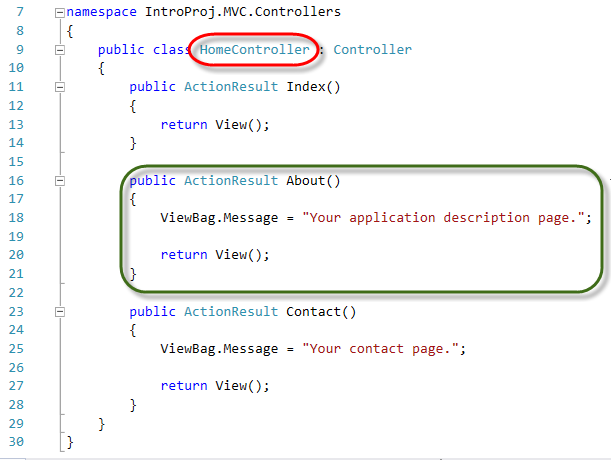 7 namespace IntroProj.MVC.Controllers
8 {
9 public class HomeController : Controller
10 {
11 public ActionResult Index()
12 {
13 return View();
14 }
15
16 public ActionResult About()
17 {
18 ViewBag.Message = "Your application description page.";
19
20 return View();
21 }
22
23 public ActionResult Contact()
24 {
25 ViewBag.Message = "Your contact page.";
26
27 return View();
28 }
29 }
30 }